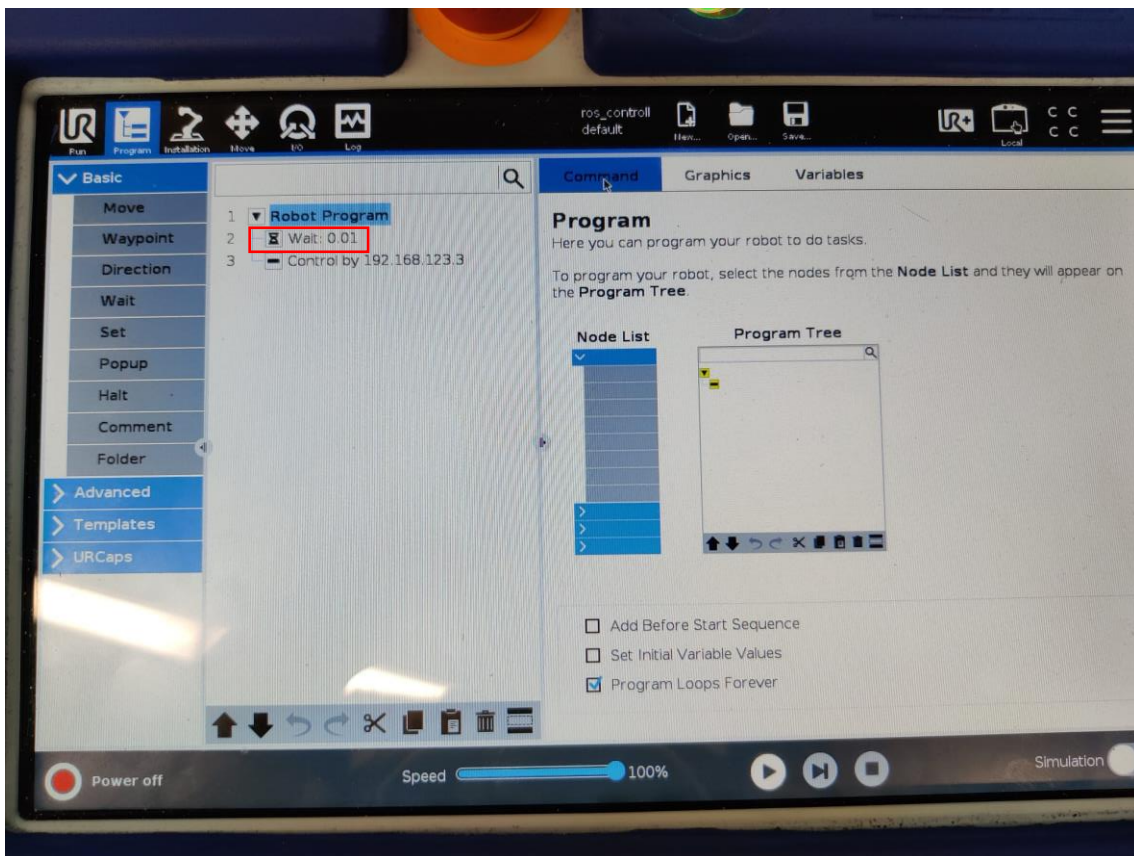 UR
Run
Program
Installation
Move
I/O
Log
ros_controll
default
New...
Open...
Save...
UR+
Local
C C
C C
Basic
Move
Waypoint
Direction
Wait
Set
Popup
Halt
Comment
Folder
Advanced
Templates
URCaps
1 Robot Program
2 Wait: 0.01
3 Control by 192.168.123.3
Command
Graphics
Variables
Program
Here you can program your robot to do tasks.
To program your robot, select the nodes from the Node List and they will appear on
the Program Tree.
Node List
Program Tree
Add Before Start Sequence
Set Initial Variable Values
Program Loops Forever
Power off
Speed
100%
Simulation